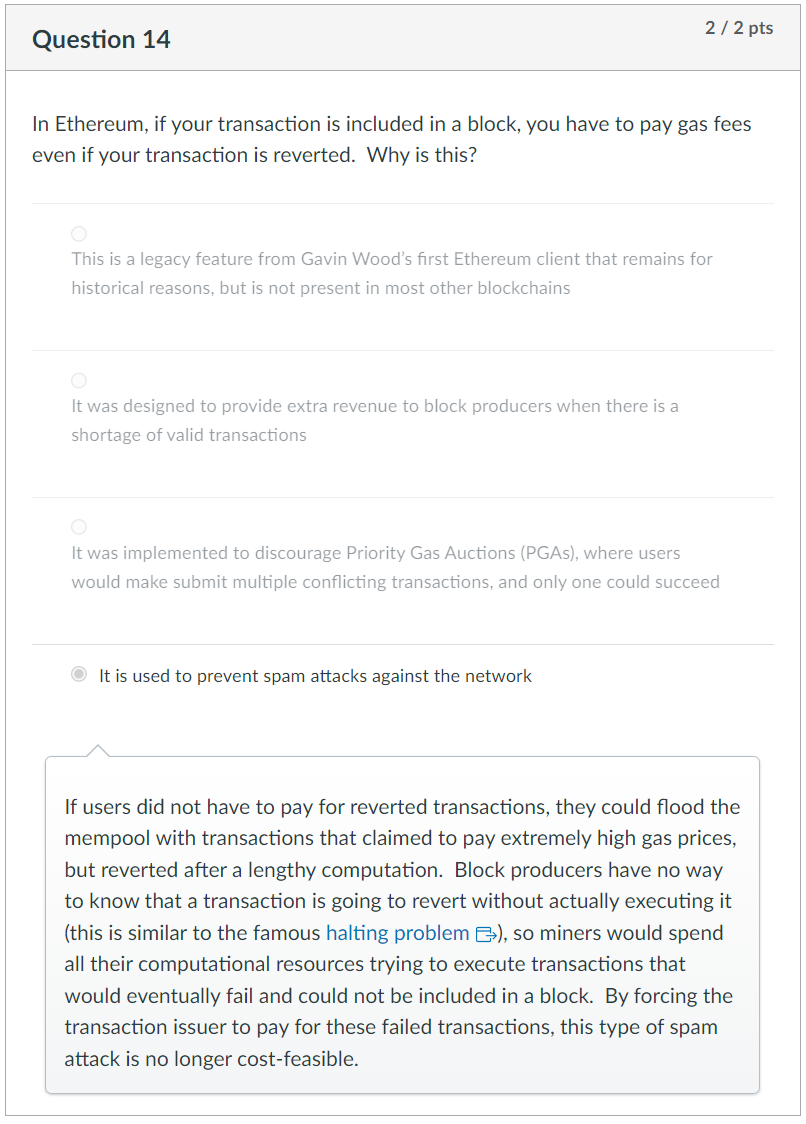 Question 14
2 / 2 pts
In Ethereum, if your transaction is included in a block, you have to pay gas fees
even if your transaction is reverted.  Why is this?
This is a legacy feature from Gavin Wood's first Ethereum client that remains for
historical reasons, but is not present in most other blockchains
It was designed to provide extra revenue to block producers when there is a
shortage of valid transactions
It was implemented to discourage Priority Gas Auctions (PGAs), where users
would make submit multiple conflicting transactions, and only one could succeed
It is used to prevent spam attacks against the network
If users did not have to pay for reverted transactions, they could flood the
mempool with transactions that claimed to pay extremely high gas prices,
but reverted after a lengthy computation.  Block producers have no way
to know that a transaction is going to revert without actually executing it
(this is similar to the famous halting problem), so miners would spend
all their computational resources trying to execute transactions that
would eventually fail and could not be included in a block.  By forcing the
transaction issuer to pay for these failed transactions, this type of spam
attack is no longer cost-feasible.